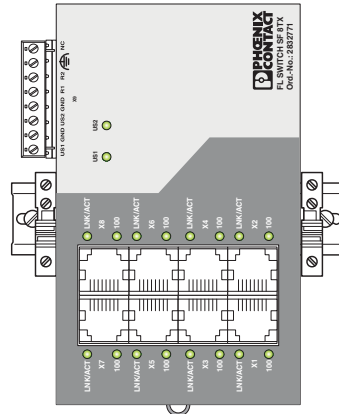 US1 GND US2 GND R1 R2 NC
X9
PHŒNIX
CONTACT
FL SWITCH SF 8TX
Ord.-No.: 2832771
US1
US2
LNK/ACT X8 100
LNK/ACT X6 100
LNK/ACT X4 100
LNK/ACT X2 100
LNK/ACT X7 100
LNK/ACT X5 100
LNK/ACT X3 100
LNK/ACT X1 100